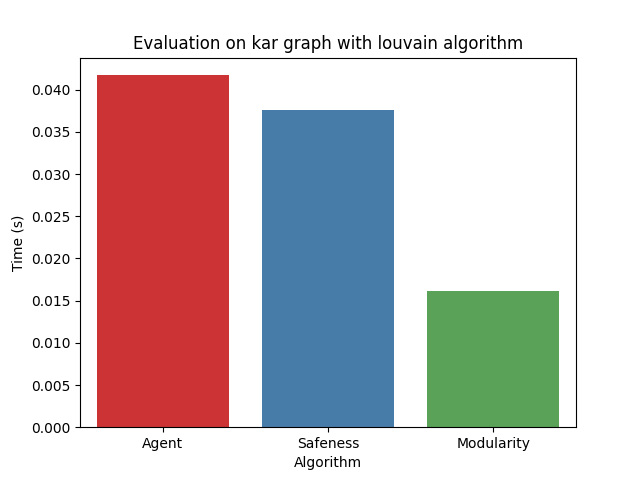 Evaluation on kar graph with louvain algorithm
0.040
0.035
0.030
0.025
0.020
0.015
0.010
0.005
0.000
Time (s)
Agent
Safeness
Modularity
Algorithm